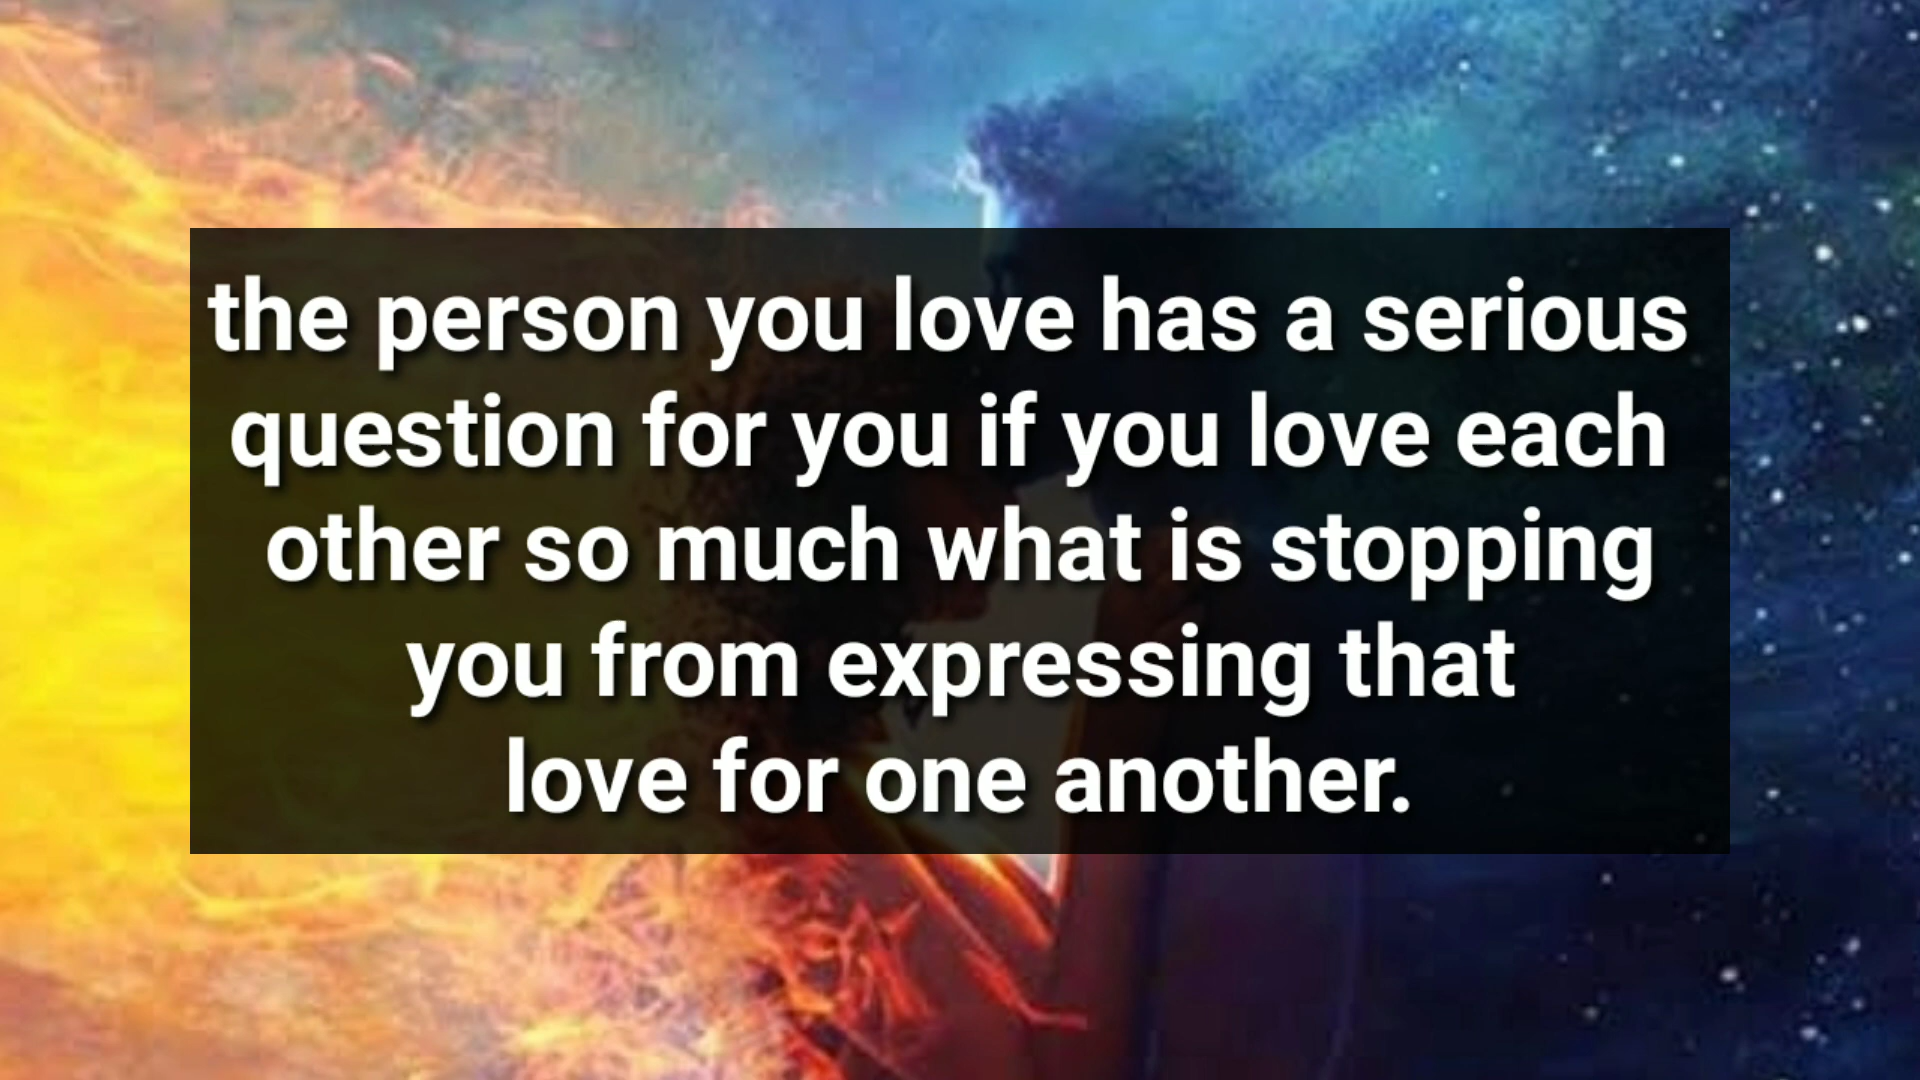 the person you love has a serious
question for you if you love each
other so much what is stopping
you from expressing that
love for one another.